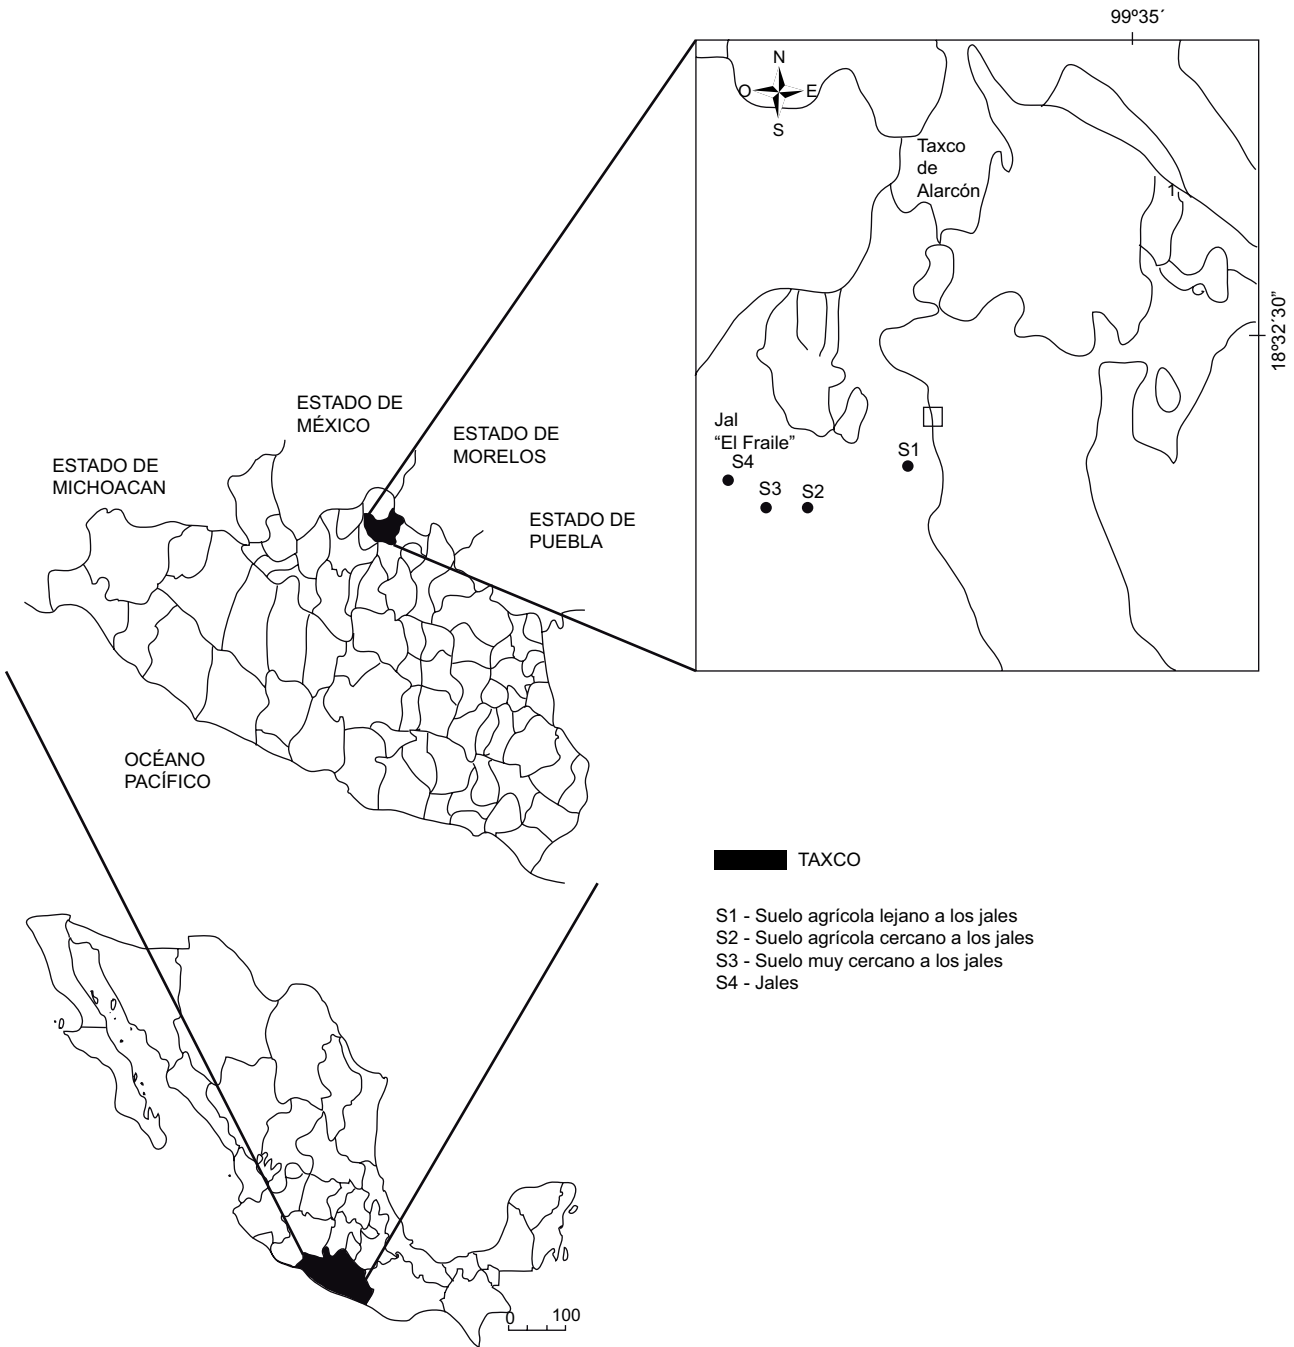 99º35´
N
O
E
S
Taxco
de
Alarcón
1
18º32´30”
Jal
“El Fraile”
S4
S3
S2
S1
ESTADO DE
MÉXICO
ESTADO DE
MORELOS
ESTADO DE
MICHOACAN
ESTADO DE
PUEBLA
OCÉANO
PACÍFICO
TAXCO
S1 - Suelo agrícola lejano a los jales
S2 - Suelo agrícola cercano a los jales
S3 - Suelo muy cercano a los jales
S4 - Jales
0
100